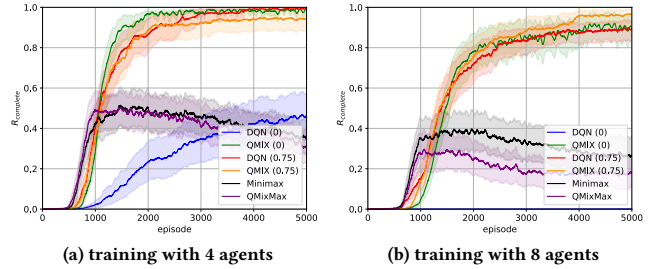 1.0
0.8
0.6
0.4
0.2
0.0
R_complete
0 1000 2000 3000 4000 5000
episode
DQN (0)
QMIX (0)
DQN (0.75)
QMIX (0.75)
Minimax
QMixMax
(a) training with 4 agents
1.0
0.8
0.6
0.4
0.2
0.0
R_complete
0 1000 2000 3000 4000 5000
episode
DQN (0)
QMIX (0)
DQN (0.75)
QMIX (0.75)
Minimax
QMixMax
(b) training with 8 agents